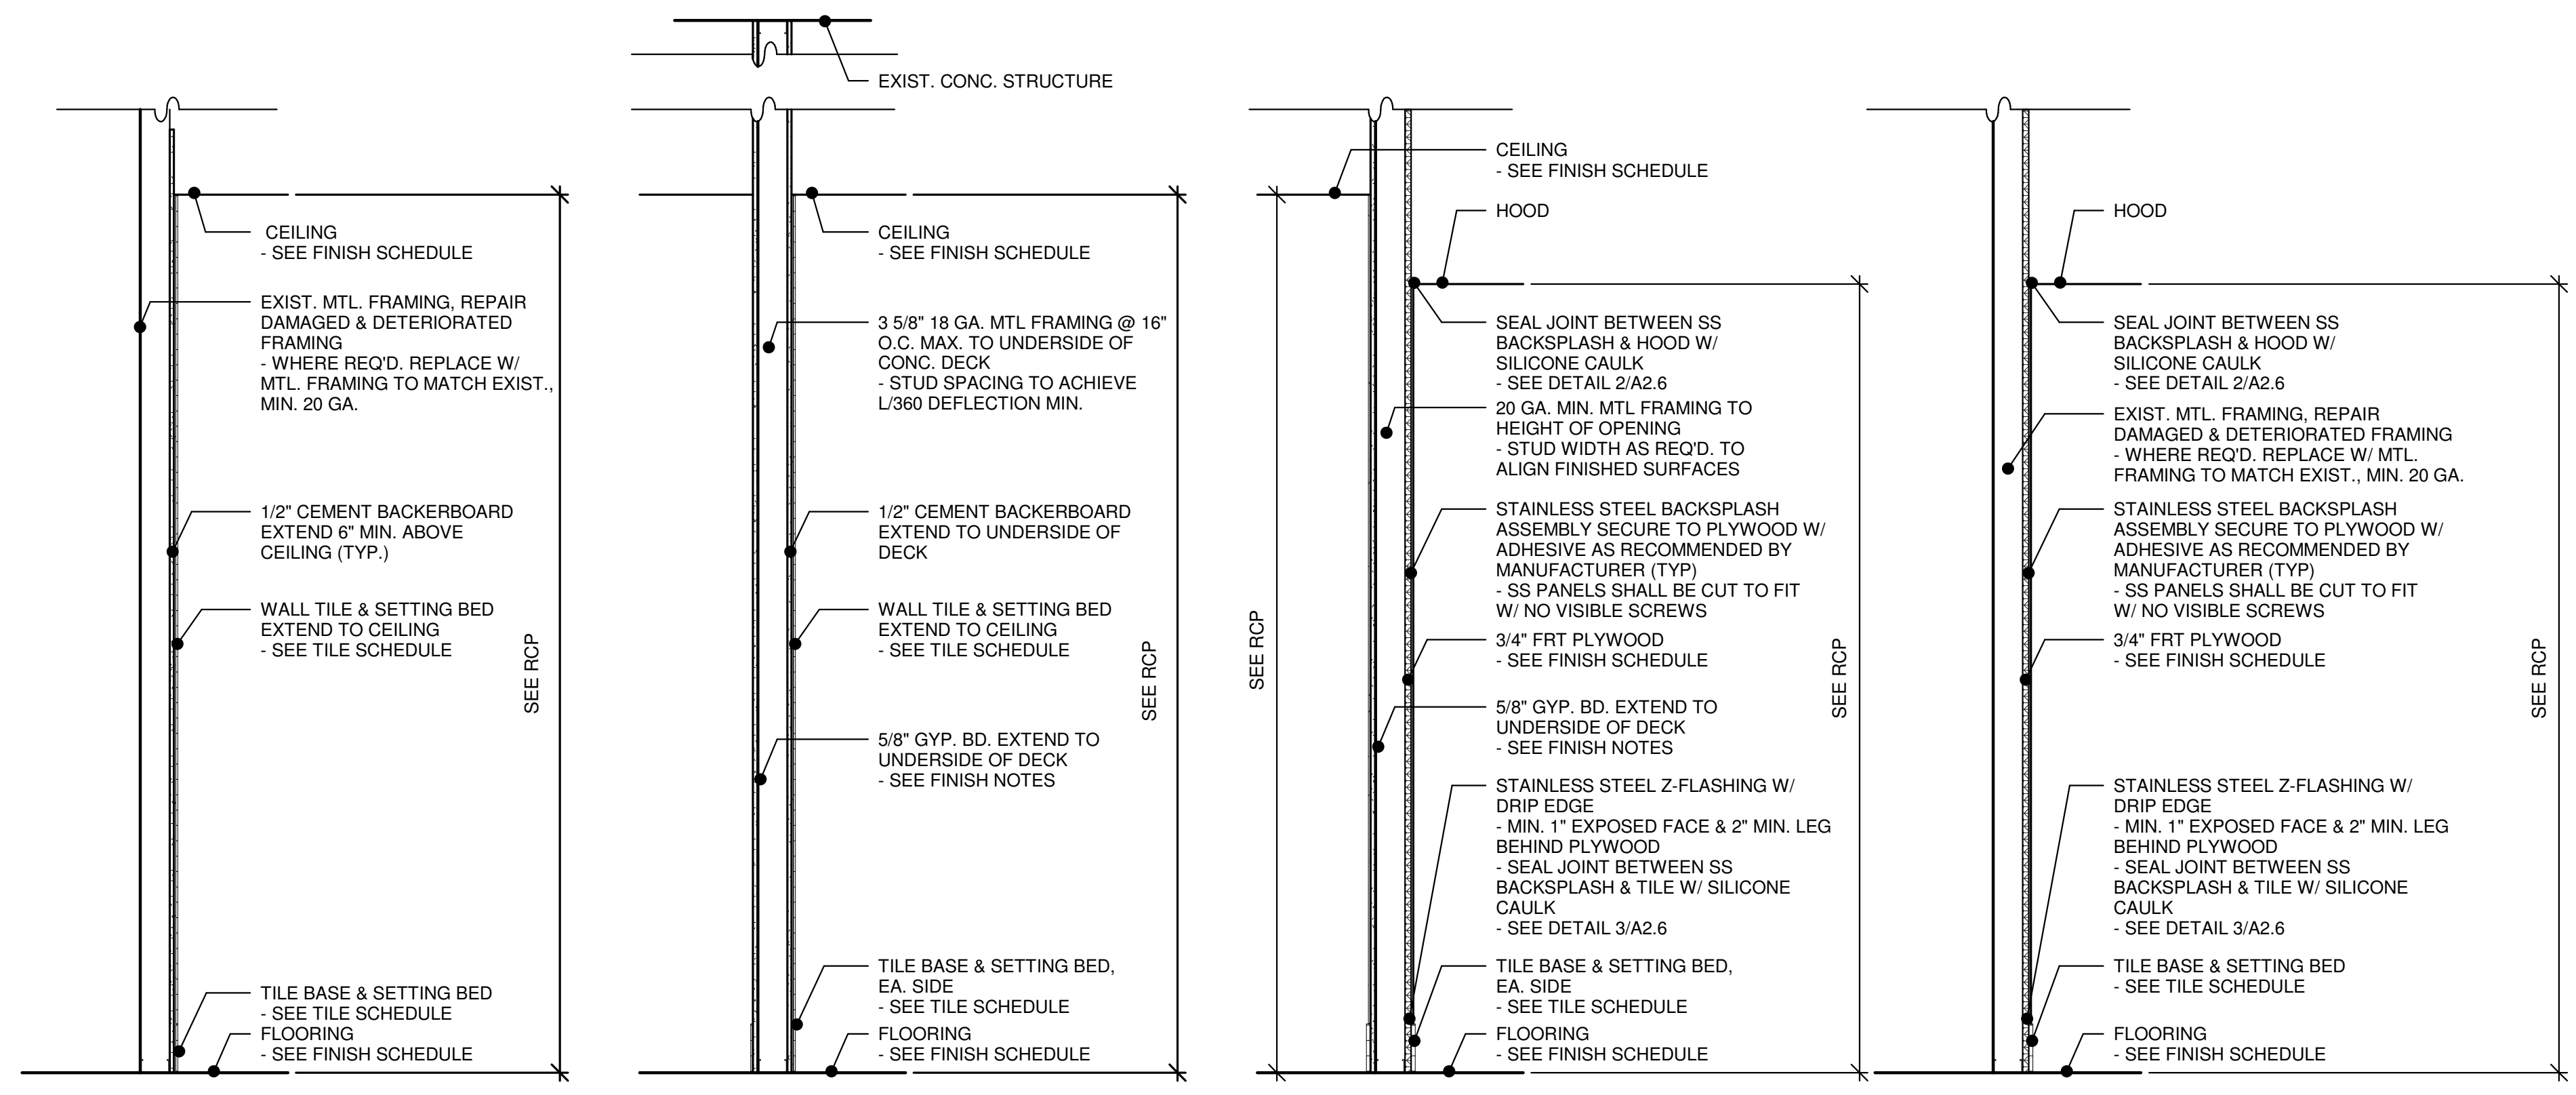 CEILING
- SEE FINISH SCHEDULE
EXIST. MTL. FRAMING, REPAIR
DAMAGED & DETERIORATED
FRAMING
- WHERE REQ'D. REPLACE W/
MTL. FRAMING TO MATCH EXIST.,
MIN. 20 GA.
1/2" CEMENT BACKERBOARD
EXTEND 6" MIN. ABOVE
CEILING (TYP.)
WALL TILE & SETTING BED
EXTEND TO CEILING
- SEE TILE SCHEDULE
SEE RCP
TILE BASE & SETTING BED
- SEE TILE SCHEDULE
FLOORING
- SEE FINISH SCHEDULE
EXIST. CONC. STRUCTURE
CEILING
- SEE FINISH SCHEDULE
3 5/8" 18 GA. MTL FRAMING @ 16"
O.C. MAX. TO UNDERSIDE OF
CONC. DECK
- STUD SPACING TO ACHIEVE
L/360 DEFLECTION MIN.
1/2" CEMENT BACKERBOARD
EXTEND TO UNDERSIDE OF
DECK
WALL TILE & SETTING BED
EXTEND TO CEILING
- SEE TILE SCHEDULE
SEE RCP
5/8" GYP. BD. EXTEND TO
UNDERSIDE OF DECK
- SEE FINISH NOTES
TILE BASE & SETTING BED,
EA. SIDE
- SEE TILE SCHEDULE
FLOORING
- SEE FINISH SCHEDULE
SEE RCP
CEILING
- SEE FINISH SCHEDULE
HOOD
SEAL JOINT BETWEEN SS
BACKSPLASH & HOOD W/
SILICONE CAULK
- SEE DETAIL 2/A2.6
20 GA. MIN. MTL FRAMING TO
HEIGHT OF OPENING
- STUD WIDTH AS REQ'D. TO
ALIGN FINISHED SURFACES
STAINLESS STEEL BACKSPLASH
ASSEMBLY SECURE TO PLYWOOD W/
ADHESIVE AS RECOMMENDED BY
MANUFACTURER (TYP)
- SS PANELS SHALL BE CUT TO FIT
W/ NO VISIBLE SCREWS
3/4" FRT PLYWOOD
- SEE FINISH SCHEDULE
SEE RCP
5/8" GYP. BD. EXTEND TO
UNDERSIDE OF DECK
- SEE FINISH NOTES
STAINLESS STEEL Z-FLASHING W/
DRIP EDGE
- MIN. 1" EXPOSED FACE & 2" MIN. LEG
BEHIND PLYWOOD
- SEAL JOINT BETWEEN SS
BACKSPLASH & TILE W/ SILICONE
CAULK
- SEE DETAIL 3/A2.6
TILE BASE & SETTING BED,
EA. SIDE
- SEE TILE SCHEDULE
FLOORING
- SEE FINISH SCHEDULE
HOOD
SEAL JOINT BETWEEN SS
BACKSPLASH & HOOD W/
SILICONE CAULK
- SEE DETAIL 2/A2.6
EXIST. MTL. FRAMING, REPAIR
DAMAGED & DETERIORATED FRAMING
- WHERE REQ'D. REPLACE W/ MTL.
FRAMING TO MATCH EXIST., MIN. 20 GA.
STAINLESS STEEL BACKSPLASH
ASSEMBLY SECURE TO PLYWOOD W/
ADHESIVE AS RECOMMENDED BY
MANUFACTURER (TYP)
- SS PANELS SHALL BE CUT TO FIT
W/ NO VISIBLE SCREWS
3/4" FRT PLYWOOD
- SEE FINISH SCHEDULE
SEE RCP
STAINLESS STEEL Z-FLASHING W/
DRIP EDGE
- MIN. 1" EXPOSED FACE & 2" MIN. LEG
BEHIND PLYWOOD
- SEAL JOINT BETWEEN SS
BACKSPLASH & TILE W/ SILICONE
CAULK
- SEE DETAIL 3/A2.6
TILE BASE & SETTING BED
- SEE TILE SCHEDULE
FLOORING
- SEE FINISH SCHEDULE